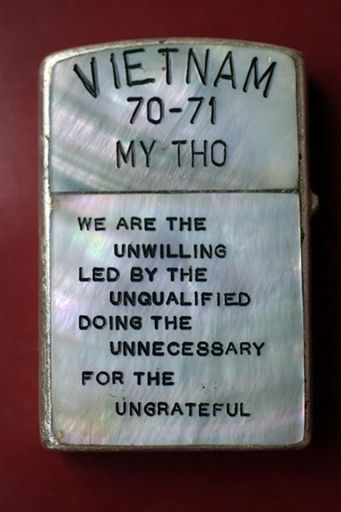 VIETNAM
70-71
MY THO
WE ARE THE
UNWILLING
LED BY THE
UNQUALIFIED
DOING THE
UNNECESSARY
FOR THE
UNGRATEFUL